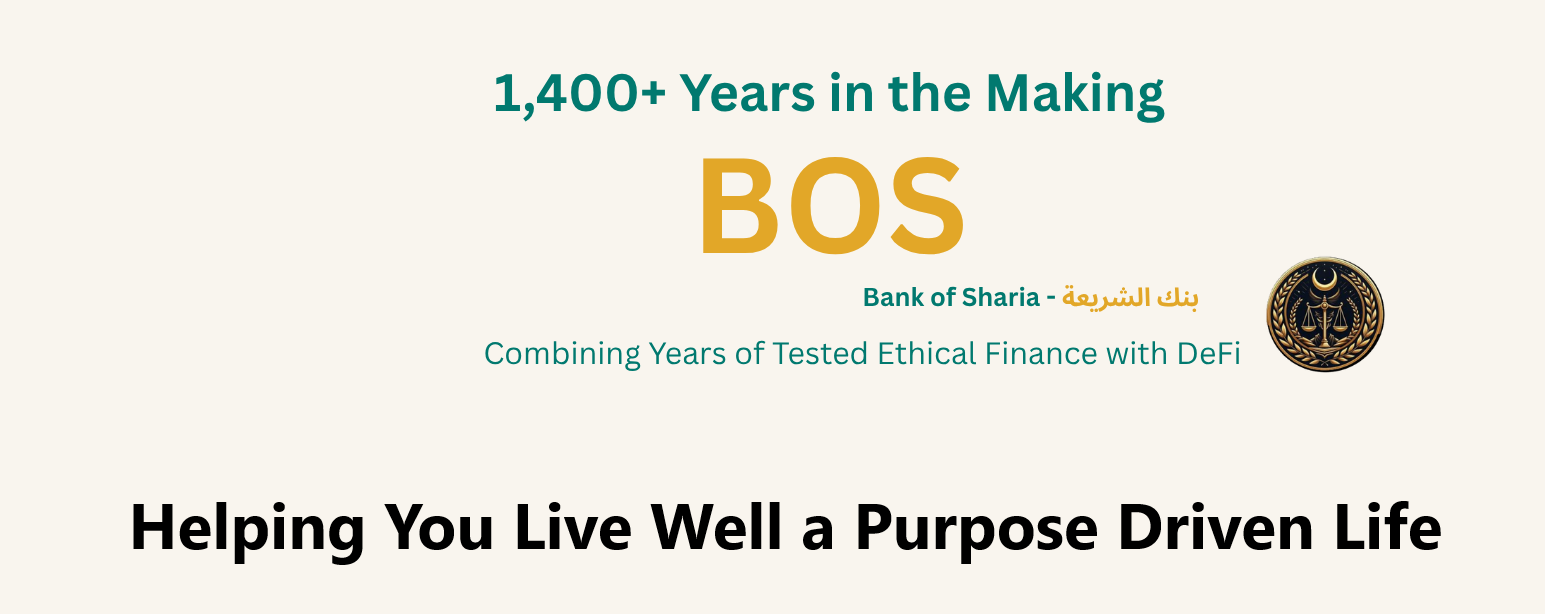 1,400+ Years in the Making
BOS
Bank of Sharia - بنك الشريعة
Combining Years of Tested Ethical Finance with DeFi
Helping You Live Well a Purpose Driven Life